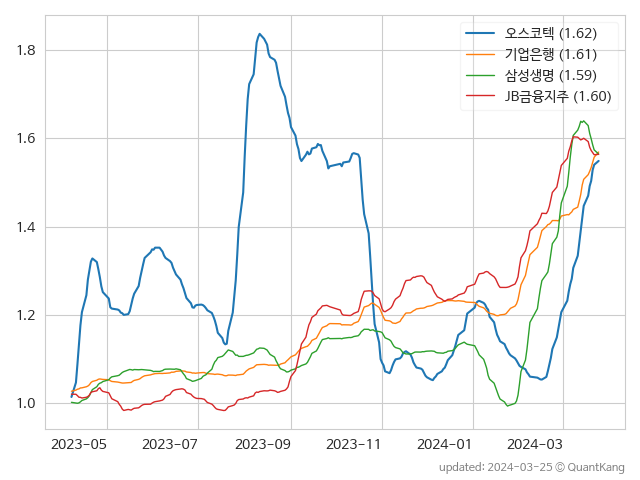 오스코텍 (1.62)
기업은행 (1.61)
삼성생명 (1.59)
JB금융지주 (1.60)
1.8
1.6
1.4
1.2
1.0
2023-05 2023-07 2023-09 2023-11 2024-01 2024-03
updated: 2024-03-25 ⓒ QuantKang